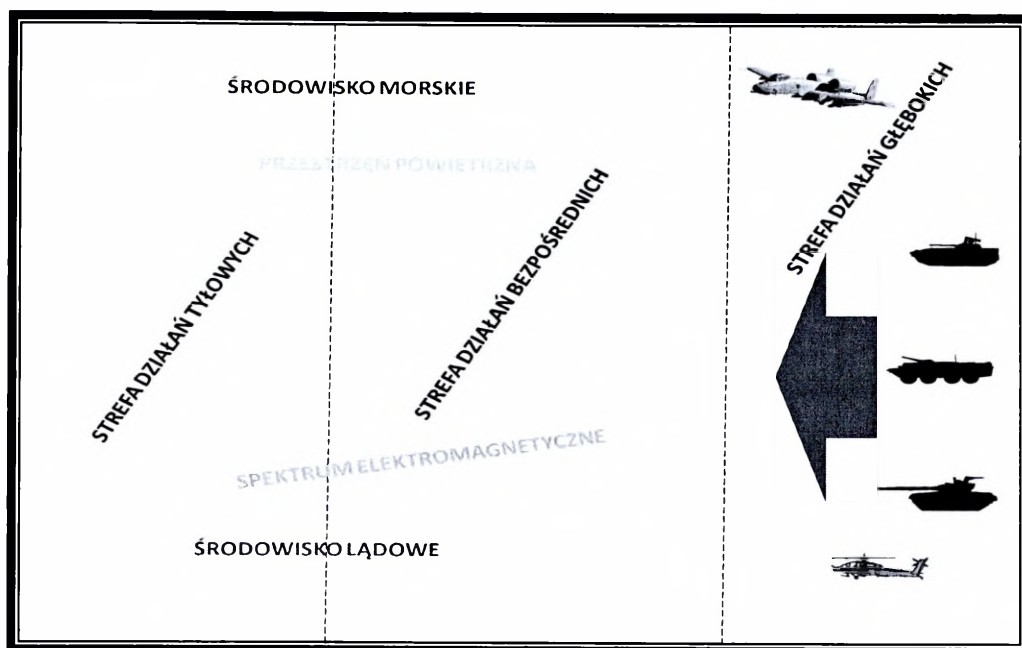 ŚRODOWISKO MORSKIE
PRZESTRZEŃ POWIETRZNA
STREFA DZIAŁAŃ TYŁOWYCH
STREFA DZIAŁAŃ BEZPOŚREDNICH
STREFA DZIAŁAŃ GŁĘBOKICH
SPEKTRUM ELEKTROMAGNETYCZNE
ŚRODOWISKO LĄDOWE